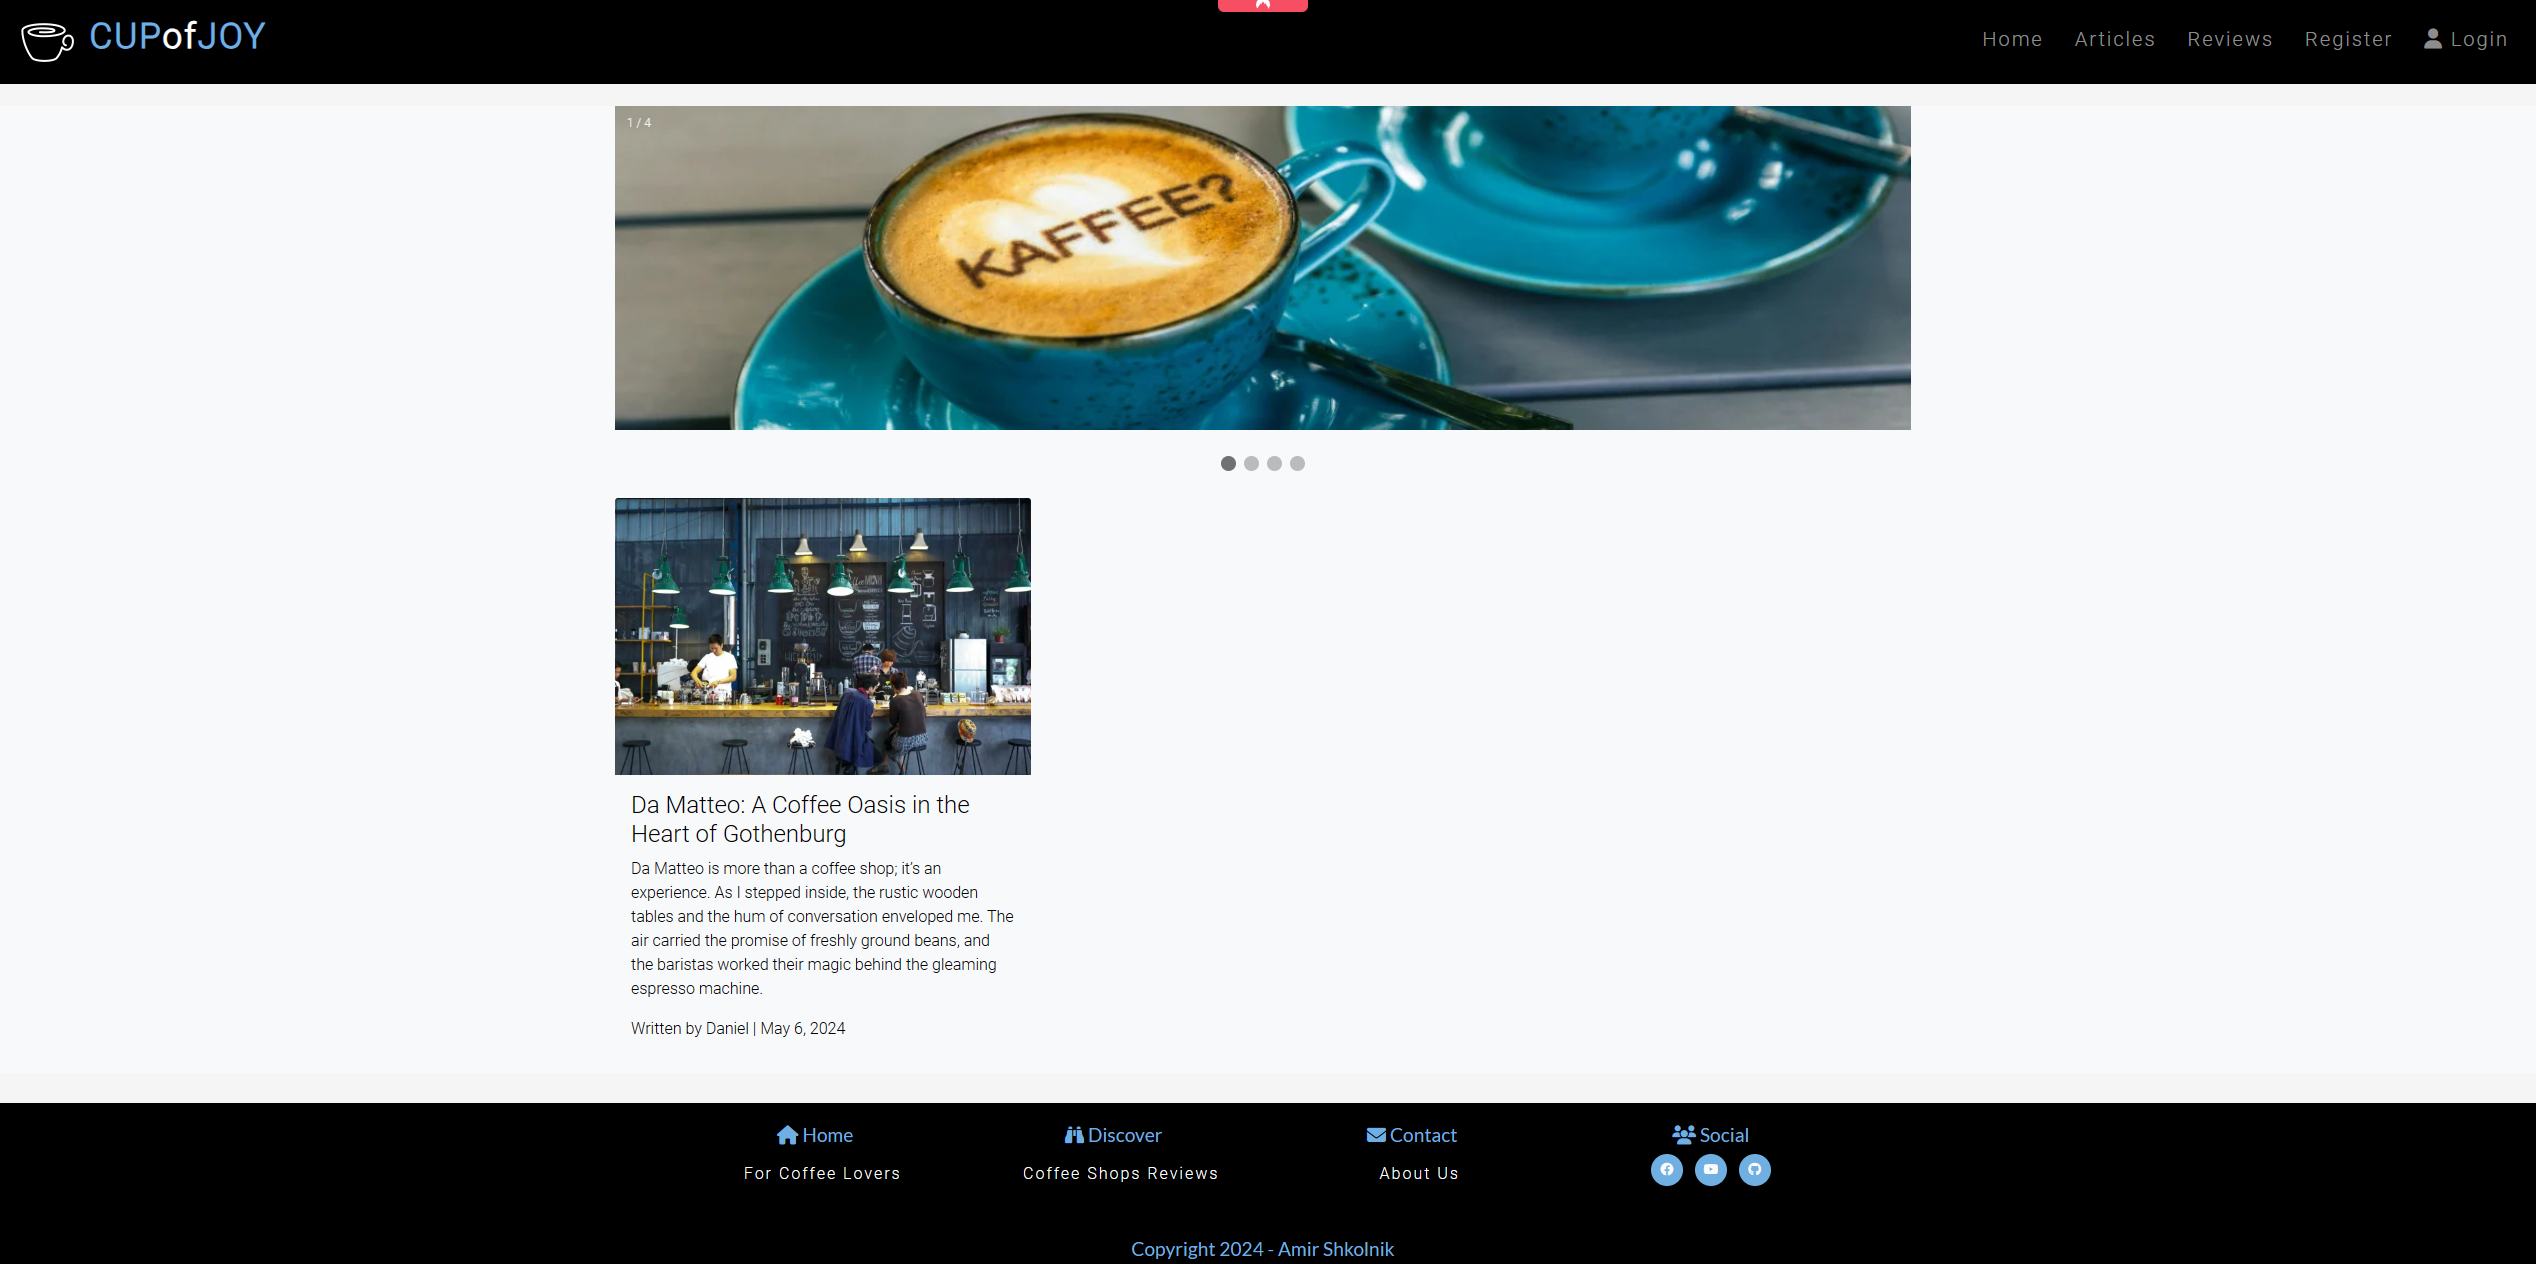 CUPofJOY
Home Articles Reviews Register Login
1 / 4
KAFFEE?
Da Matteo: A Coffee Oasis in the
Heart of Gothenburg
Da Matteo is more than a coffee shop; it's an
experience. As I stepped inside, the rustic wooden
tables and the hum of conversation enveloped me. The
air carried the promise of freshly ground beans, and
the baristas worked their magic behind the gleaming
espresso machine.
Written by Daniel | May 6, 2024
Home Discover Contact Social
For Coffee Lovers Coffee Shops Reviews About Us
Copyright 2024 - Amir Shkolnik